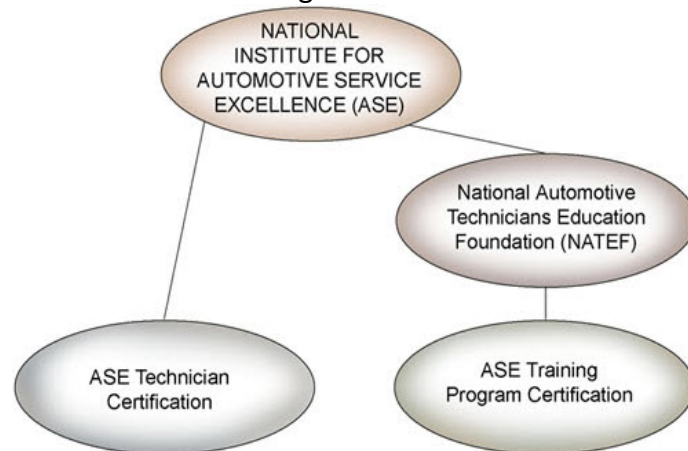 NATIONAL
INSTITUTE FOR
AUTOMOTIVE SERVICE
EXCELLENCE (ASE)
National Automotive
Technicians Education
Foundation (NATEF)
ASE Technician
Certification
ASE Training
Program Certification